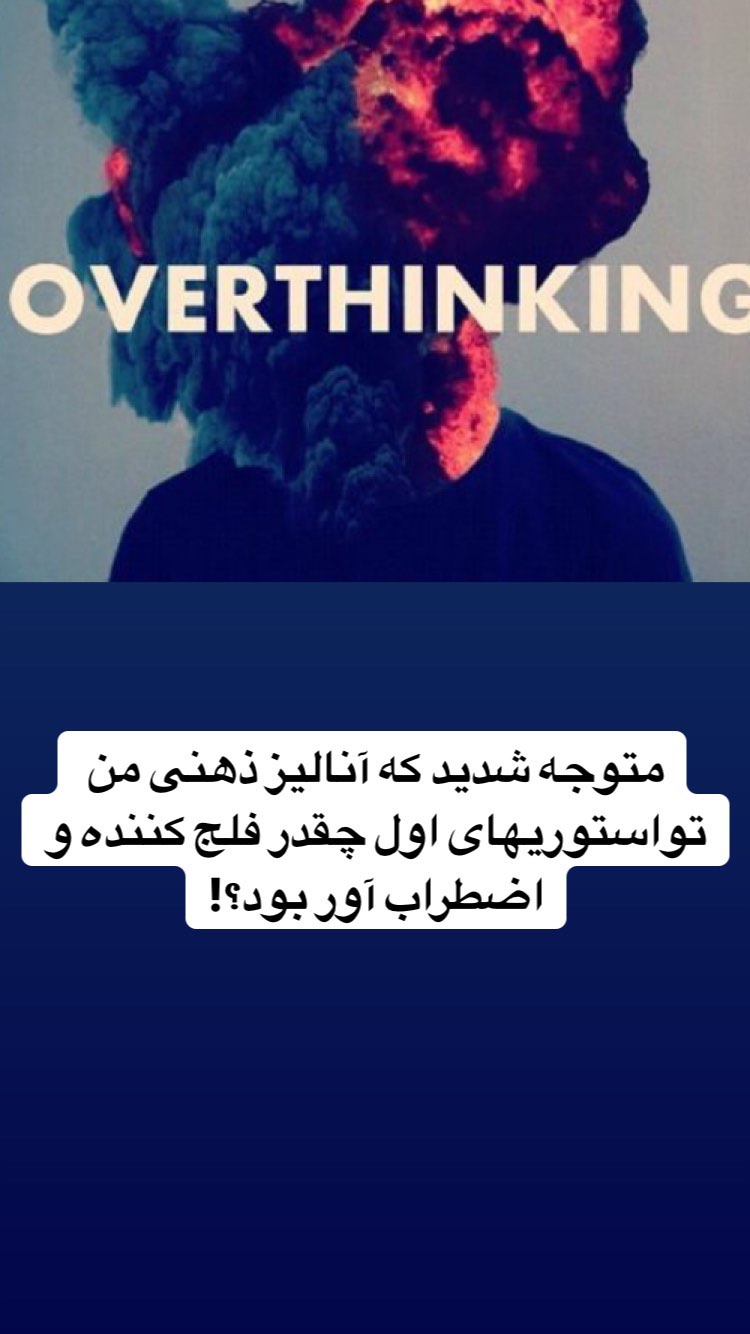 OVERTHINKING
متوجه شدید که آنالیز ذهنی من
تو استوریهای اول چقدر فلج کننده و
اضطراب آور بود؟!